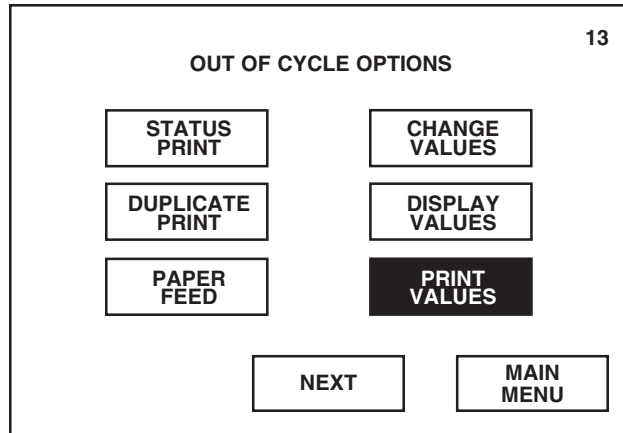 13
OUT OF CYCLE OPTIONS
STATUS
PRINT
CHANGE
VALUES
DUPLICATE
PRINT
DISPLAY
VALUES
PAPER
FEED
PRINT
VALUES
NEXT
MAIN
MENU